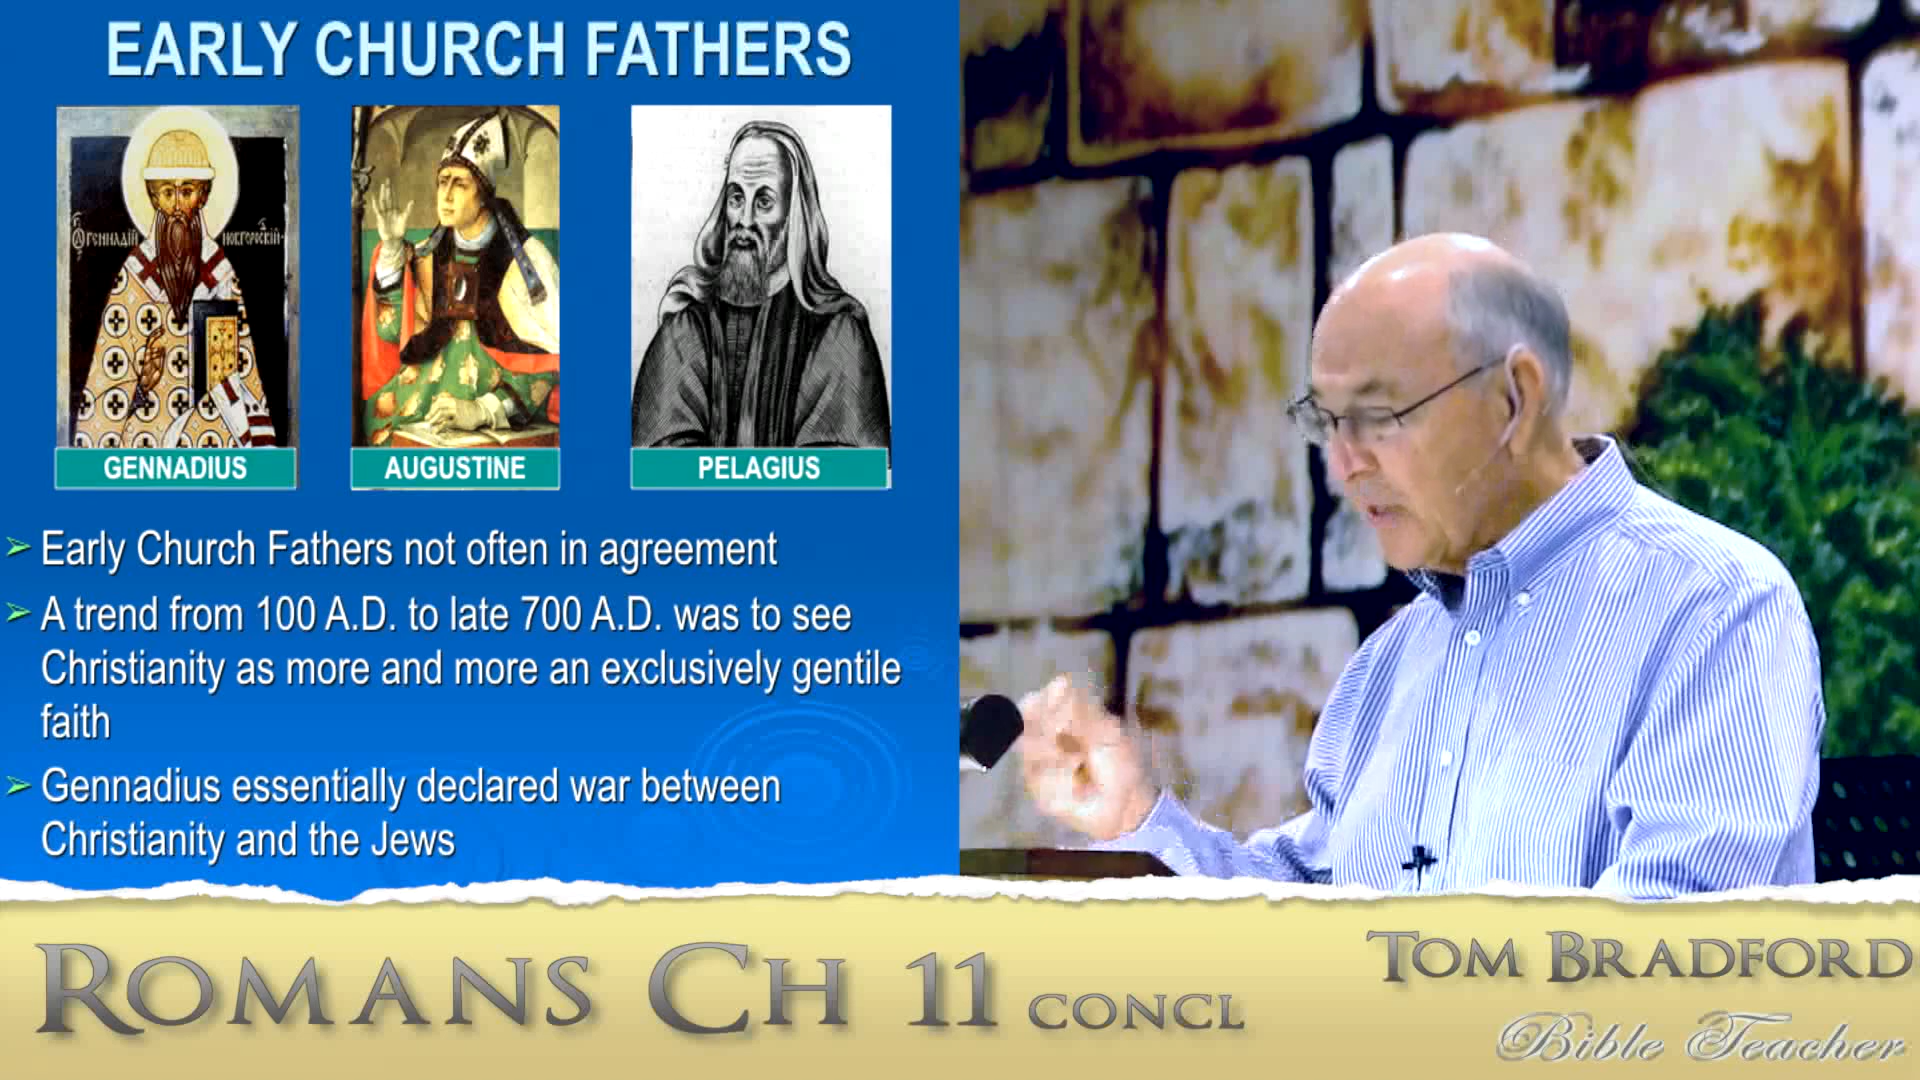 EARLY CHURCH FATHERS
ГЕННАДІЙ НОВГОРОСКІЙ
GENNADIUS
AUGUSTINE
PELAGIUS
➢ Early Church Fathers not often in agreement
➢ A trend from 100 A.D. to late 700 A.D. was to see
Christianity as more and more an exclusively gentile
faith
➢ Gennadius essentially declared war between
Christianity and the Jews
ROMANS CH 11 CONCL
TOM BRADFORD
Bible Teacher